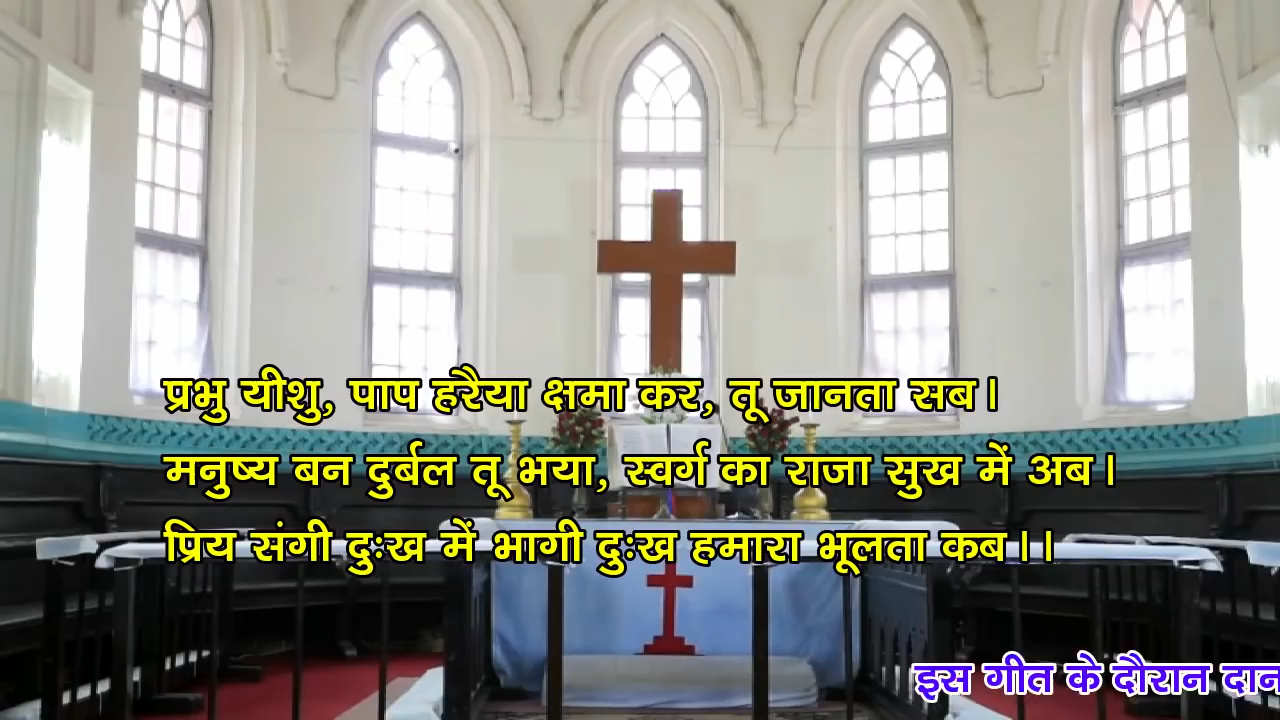 प्रभु यीशु, पाप हरैया क्षमा कर, तू जानता सब।
मनुष्य बन दुर्बल तू भया, स्वर्ग का राजा सुख में अब।
प्रिय संगी दुःख में भागी दुःख हमारा भूलता कब।।
इस गीत के दौरान दान